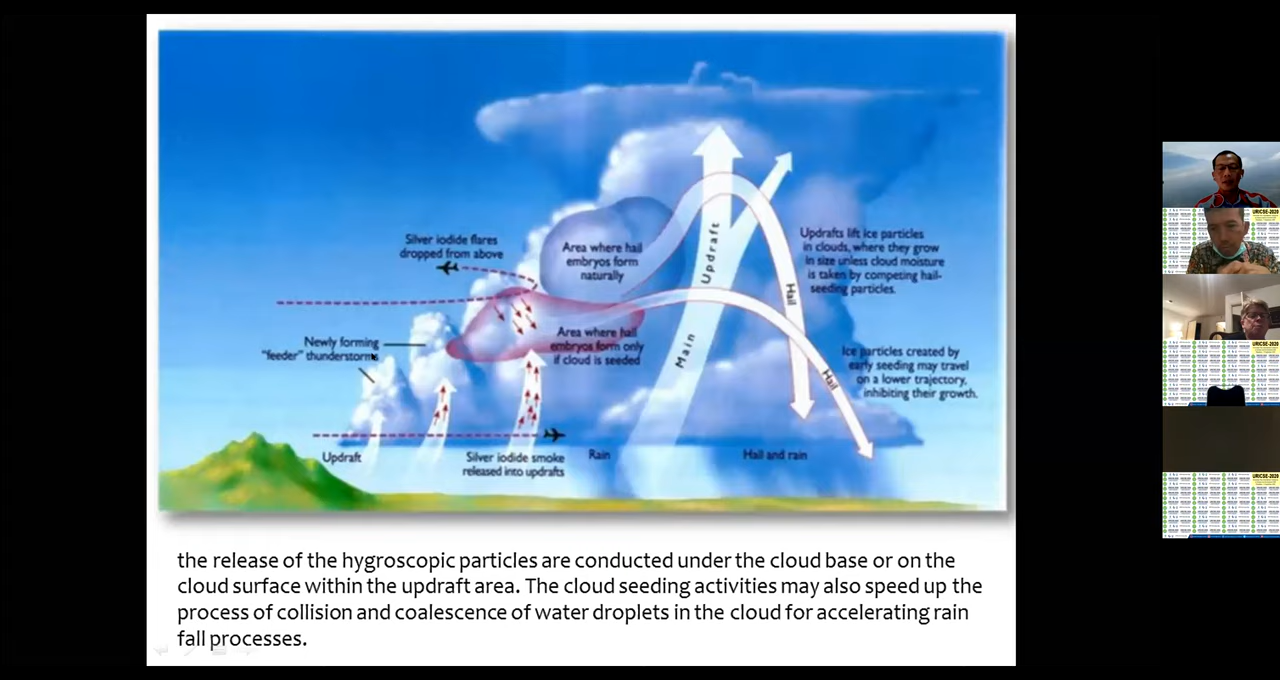 Silver iodide flares
dropped from above
Area where hail
embryos form
naturally
Updraft
Main
Hail
Updrafts lift ice particles
in clouds, where they grow
in size unless cloud moisture
is taken by competing hail-
seeding particles.
Newly forming
"feeder" thunderstorms
Area where hail
embryos form only
if cloud is seeded
Hail
Ice particles created by
early seeding may travel
on a lower trajectory,
inhibiting their growth.
Updraft
Silver iodide smoke
released into updrafts
Rain
Hail and rain
the release of the hygroscopic particles are conducted under the cloud base or on the
cloud surface within the updraft area. The cloud seeding activities may also speed up the
process of collision and coalescence of water droplets in the cloud for accelerating rain
fall processes.
URICSE-2020
URICSE-2020
URICSE-2020